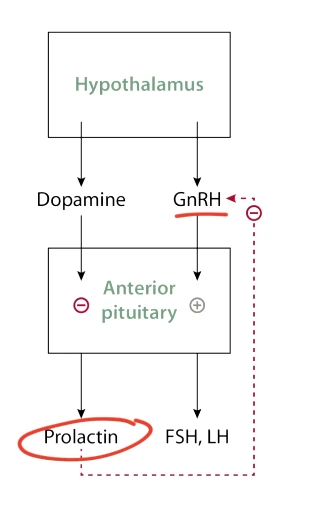 Hypothalamus
Dopamine GnRH
Anterior
pituitary
Prolactin FSH, LH